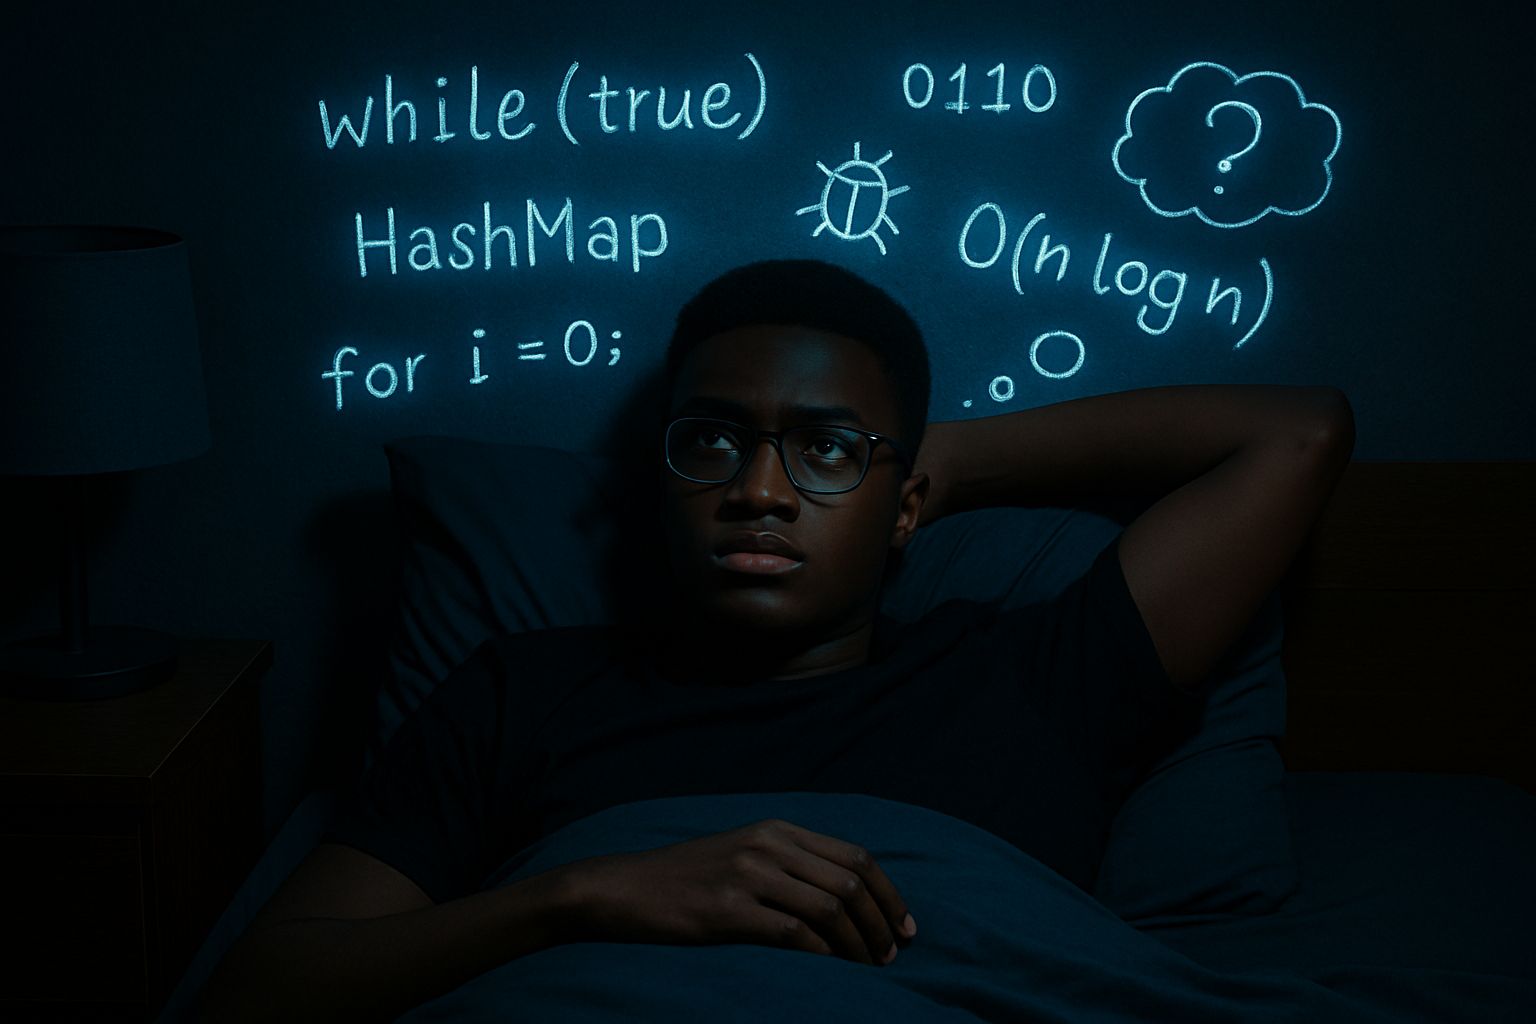 while (true)
0110
?
HashMap
O(n log n)
for i = 0;